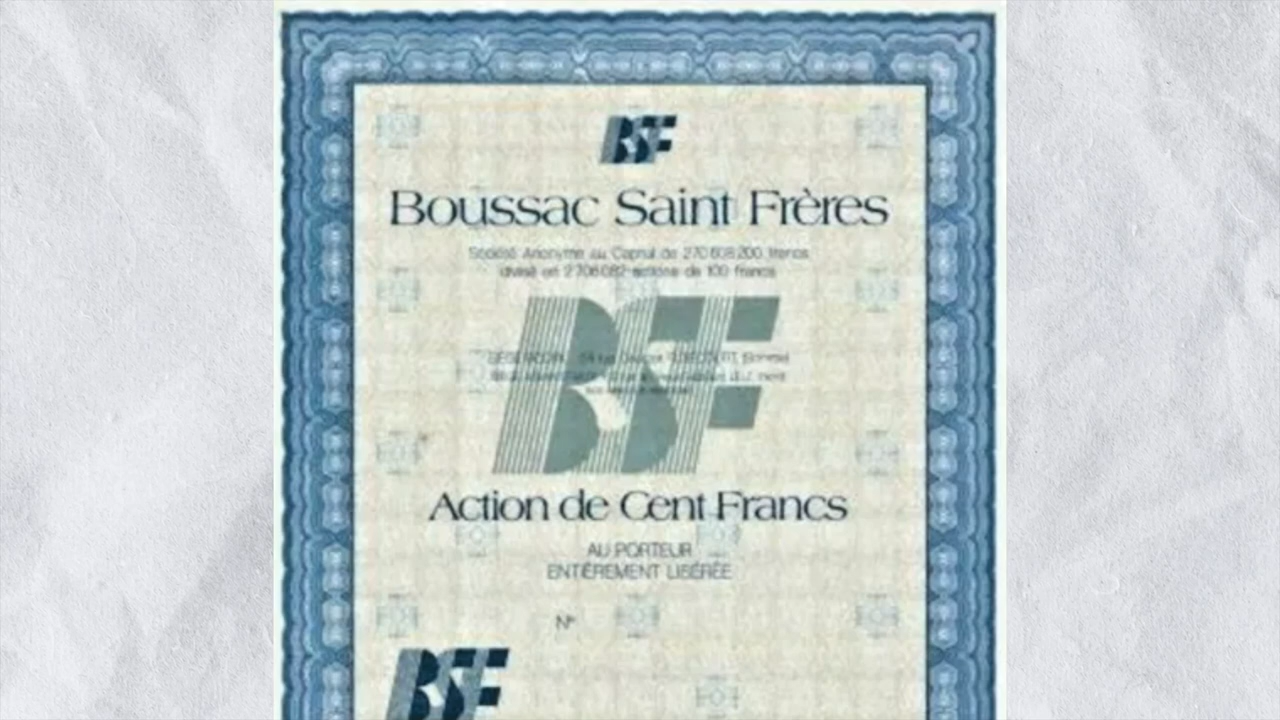 BSF
Boussac Saint Frères
Société Anonyme au Capital de 270 608 200 francs
divisé en 2 706 082 actions de 100 francs
BSF
Action de Cent Francs
AU PORTEUR
ENTIÈREMENT LIBÉRÉE
N°
BSF